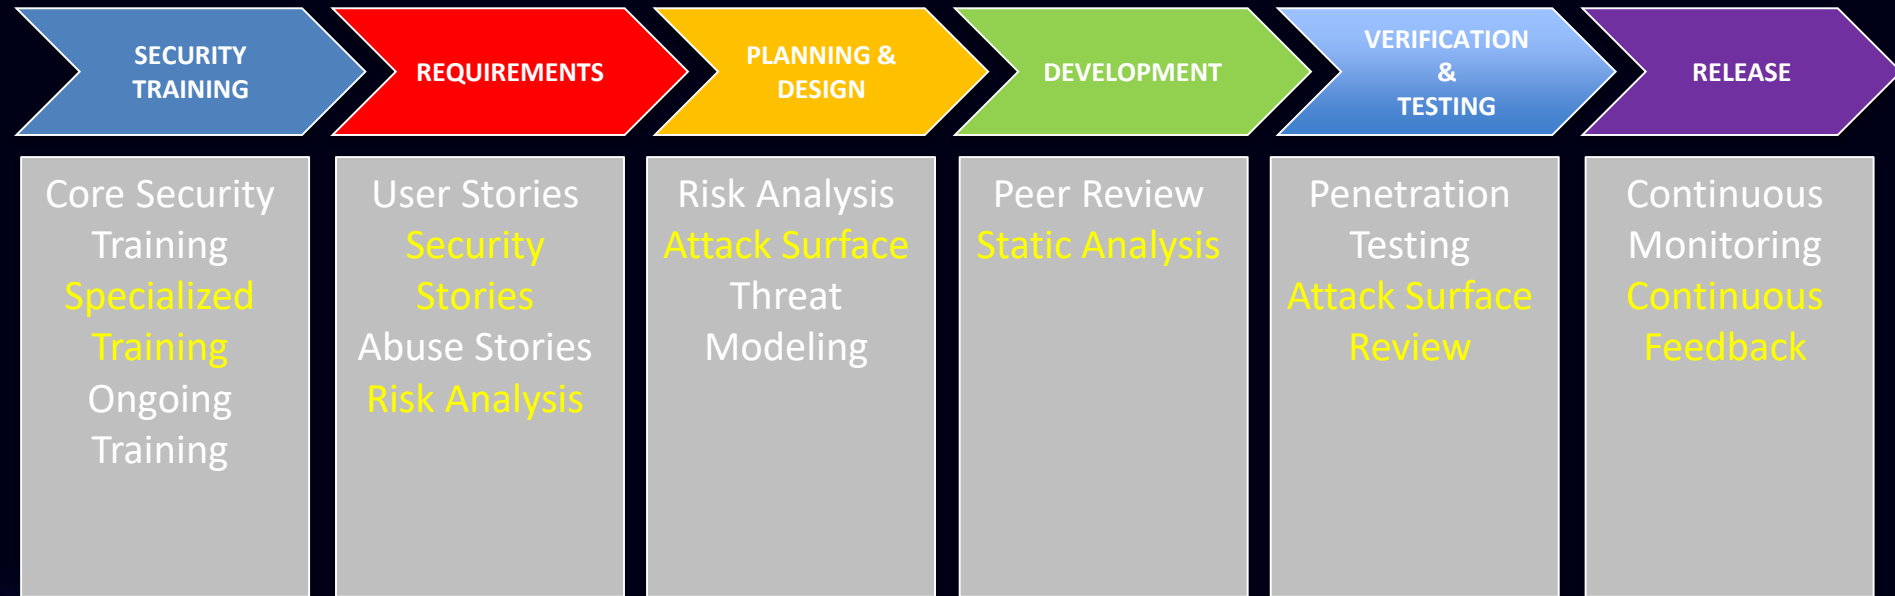 SECURITY
TRAINING
REQUIREMENTS
PLANNING &
DESIGN
DEVELOPMENT
VERIFICATION
&
TESTING
RELEASE
Core Security
Training
Specialized
Training
Ongoing
Training
User Stories
Security
Stories
Abuse Stories
Risk Analysis
Risk Analysis
Attack Surface
Threat
Modeling
Peer Review
Static Analysis
Penetration
Testing
Attack Surface
Review
Continuous
Monitoring
Continuous
Feedback